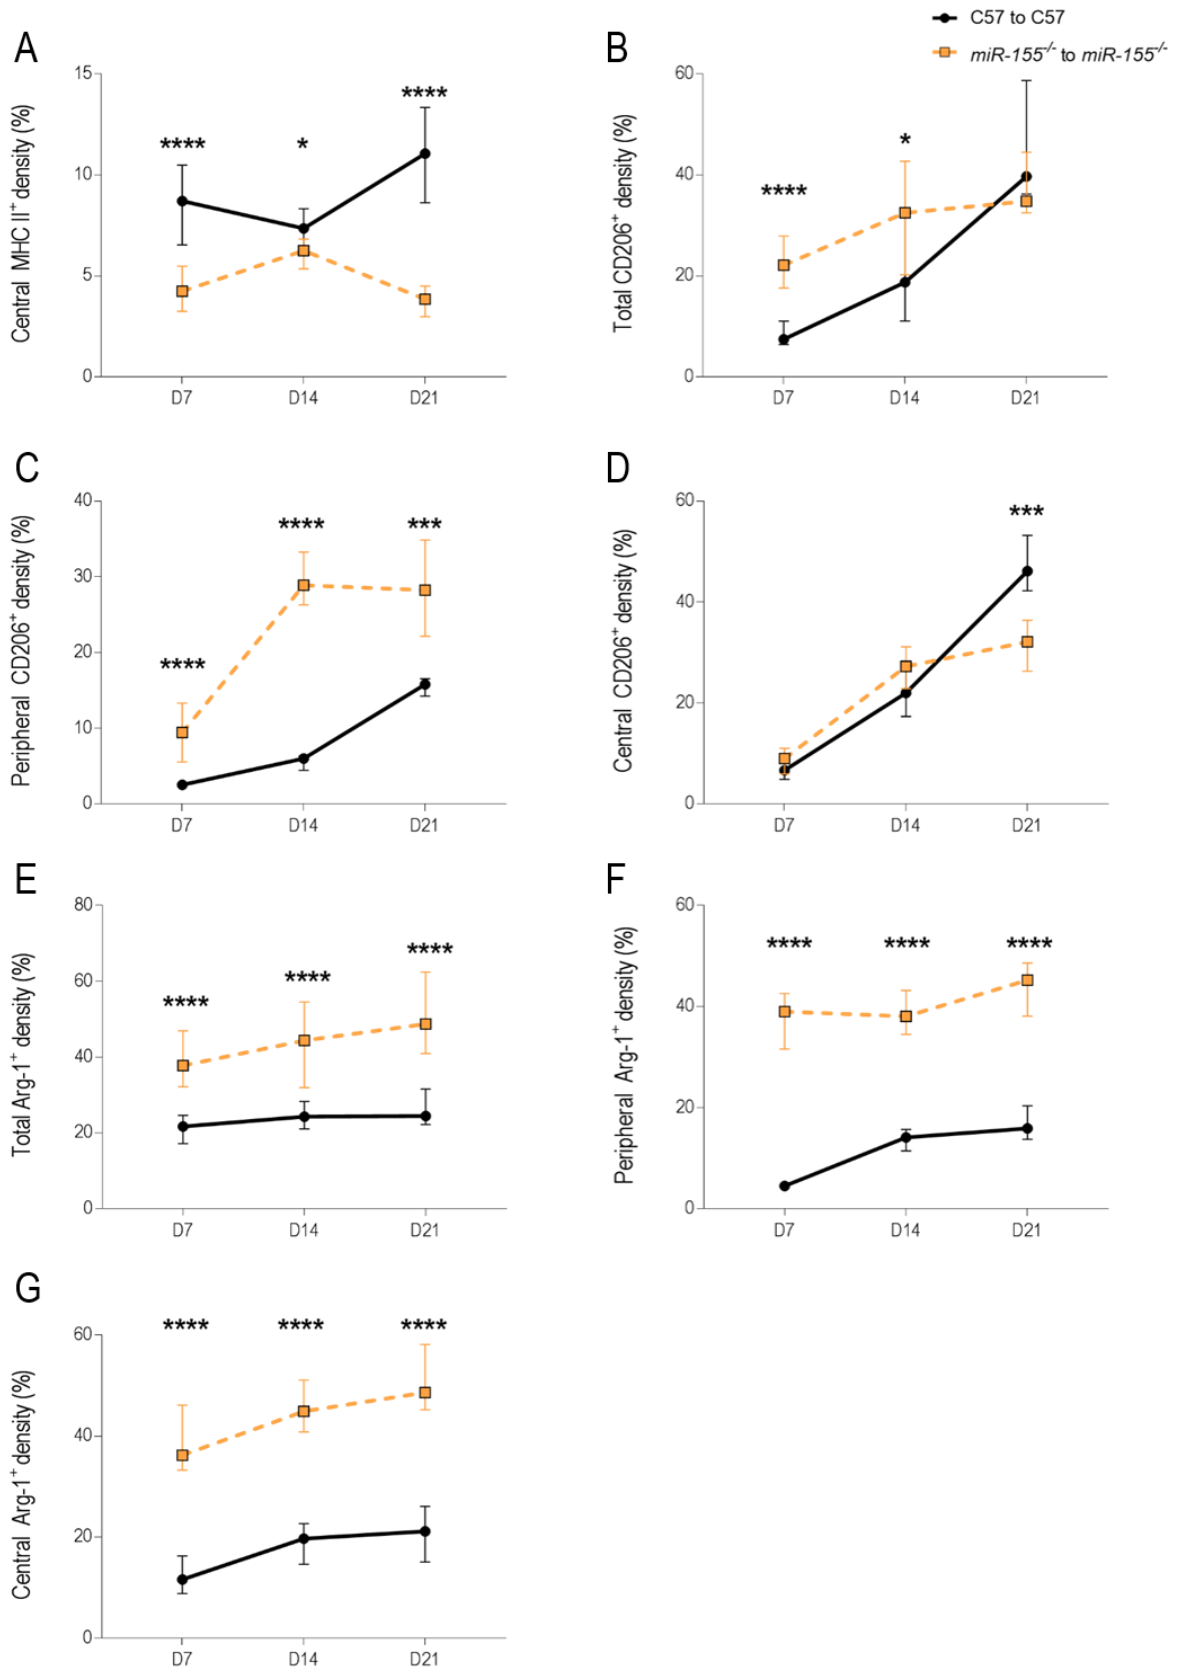 C57 to C57
miR-155-/- to miR-155-/-
A
Central MHC II+ density (%)
15
10
5
0
****
*
****
D7 D14 D21
B
Total CD206+ density (%)
60
40
20
0
****
*
D7 D14 D21
C
Peripheral CD206+ density (%)
40
30
20
10
0
****
****
***
D7 D14 D21
D
Central CD206+ density (%)
60
40
20
0
***
D7 D14 D21
E
Total Arg-1+ density (%)
80
60
40
20
0
****
****
****
D7 D14 D21
F
Peripheral Arg-1+ density (%)
60
40
20
0
**** **** ****
D7 D14 D21
G
Central Arg-1+ density (%)
60
40
20
0
**** **** ****
D7 D14 D21